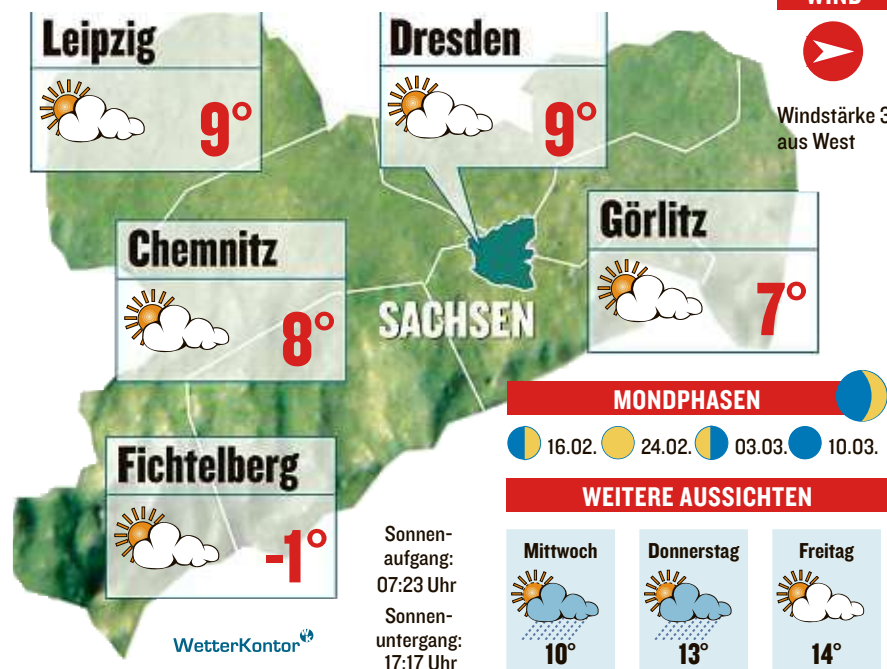 WIND
Leipzig
9°
Dresden
9°
Windstärke 3
aus West
Chemnitz
8°
Görlitz
7°
SACHSEN
Fichtelberg
-1°
MONDPHASEN
16.02. 24.02. 03.03. 10.03.
WEITERE AUSSICHTEN
Mittwoch
10°
Donnerstag
13°
Freitag
14°
Sonnen-
aufgang:
07:23 Uhr
Sonnen-
untergang:
17:17 Uhr
WetterKontor